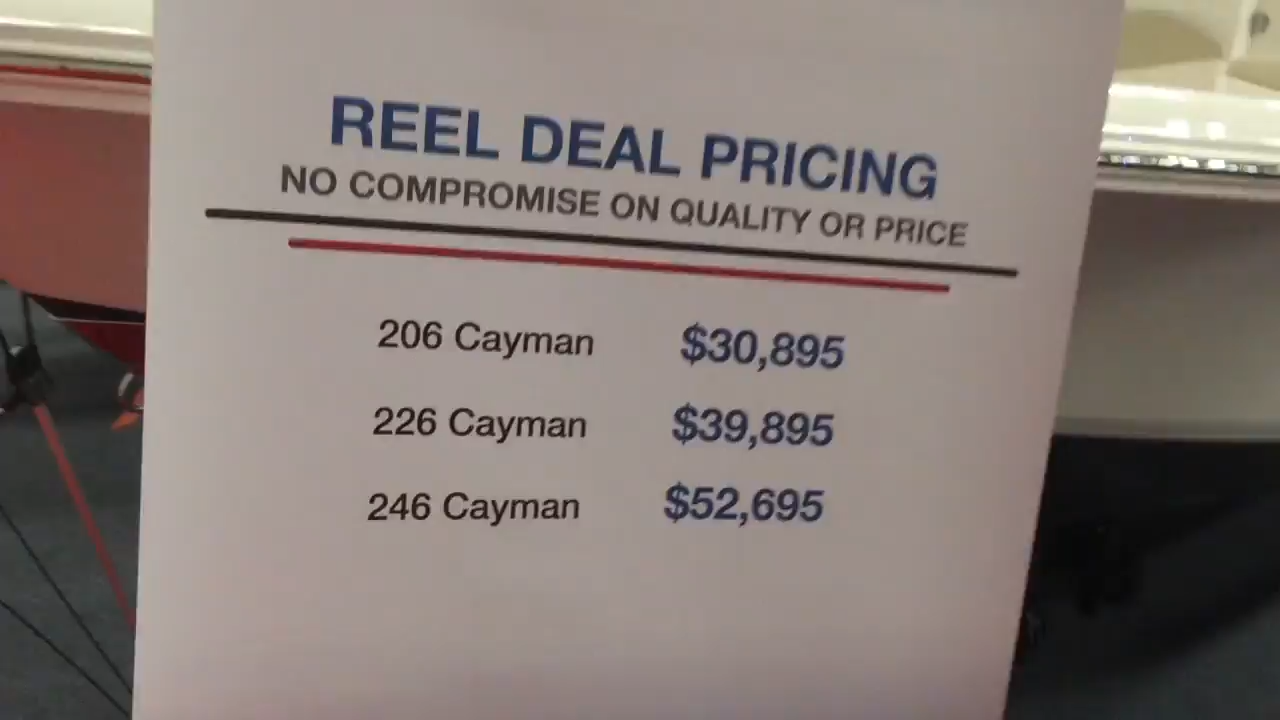 REEL DEAL PRICING
NO COMPROMISE ON QUALITY OR PRICE
206 Cayman $30,895
226 Cayman $39,895
246 Cayman $52,695